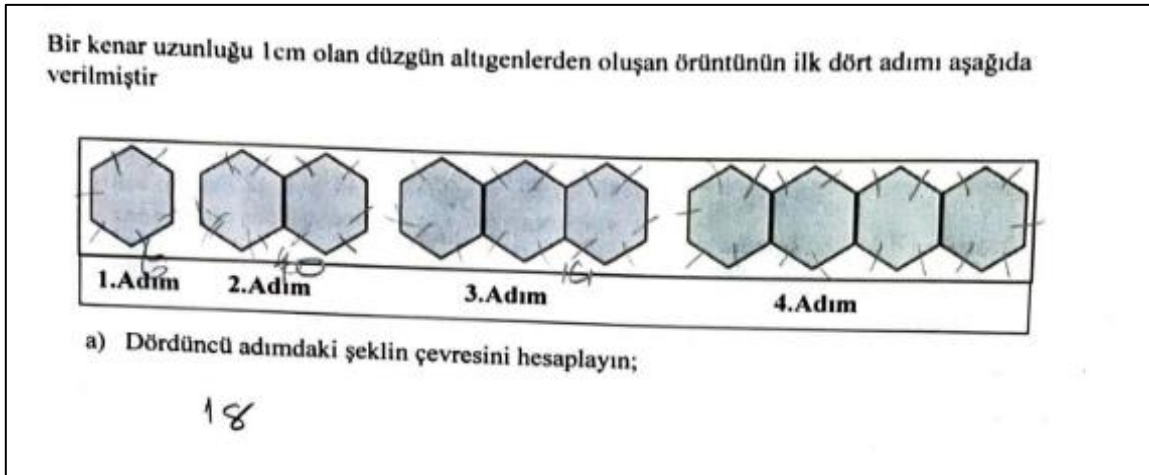 Bir kenar uzunluğu 1cm olan düzgün altıgenlerden oluşan örüntünün ilk dört adımı aşağıda
verilmiştir
6 10
1.Adım 2.Adım 3.Adım 4.Adım
a) Dördüncü adımdaki şeklin çevresini hesaplayın;
18